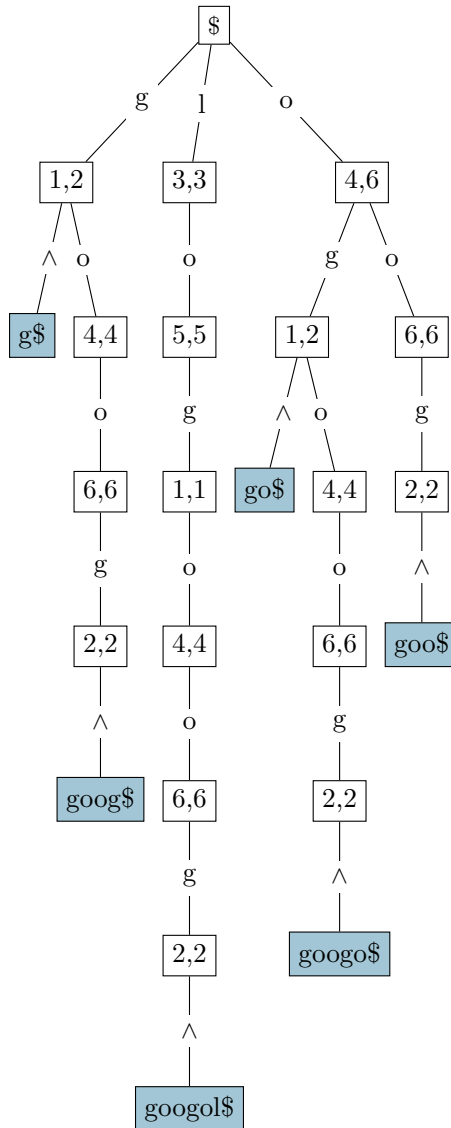 $
g l o
1,2 3,3 4,6
^ o o g o
g$ 4,4 5,5 1,2 6,6
o g ^ o g
6,6 1,1 go$ 4,4 2,2
g o o ^
2,2 4,4 6,6 goo$
^ o g
goog$ 6,6 2,2
g ^
2,2 googo$
^
googol$